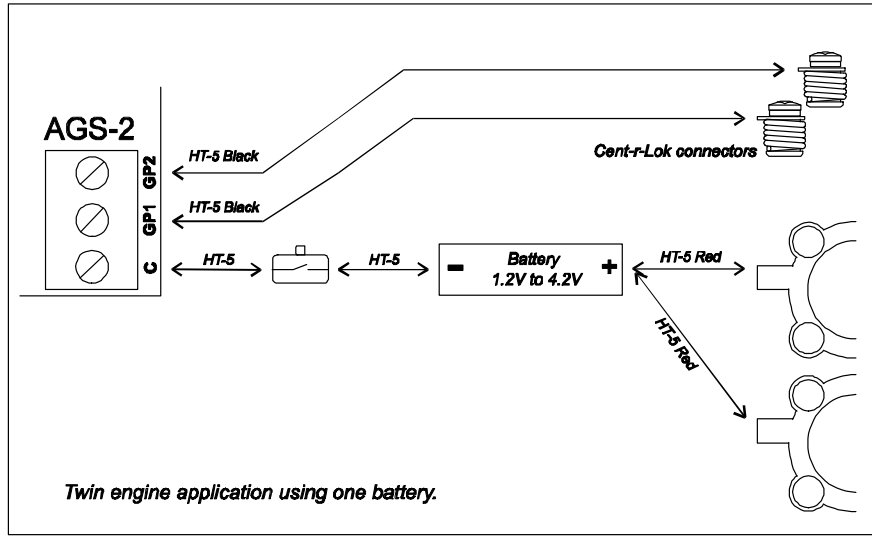 AGS-2
GP2
GP1
C
HT-5 Black
HT-5 Black
HT-5
HT-5
Cent-r-Lok connectors
- Battery +
1.2V to 4.2V
HT-5 Red
HT-5 Red
Twin engine application using one battery.